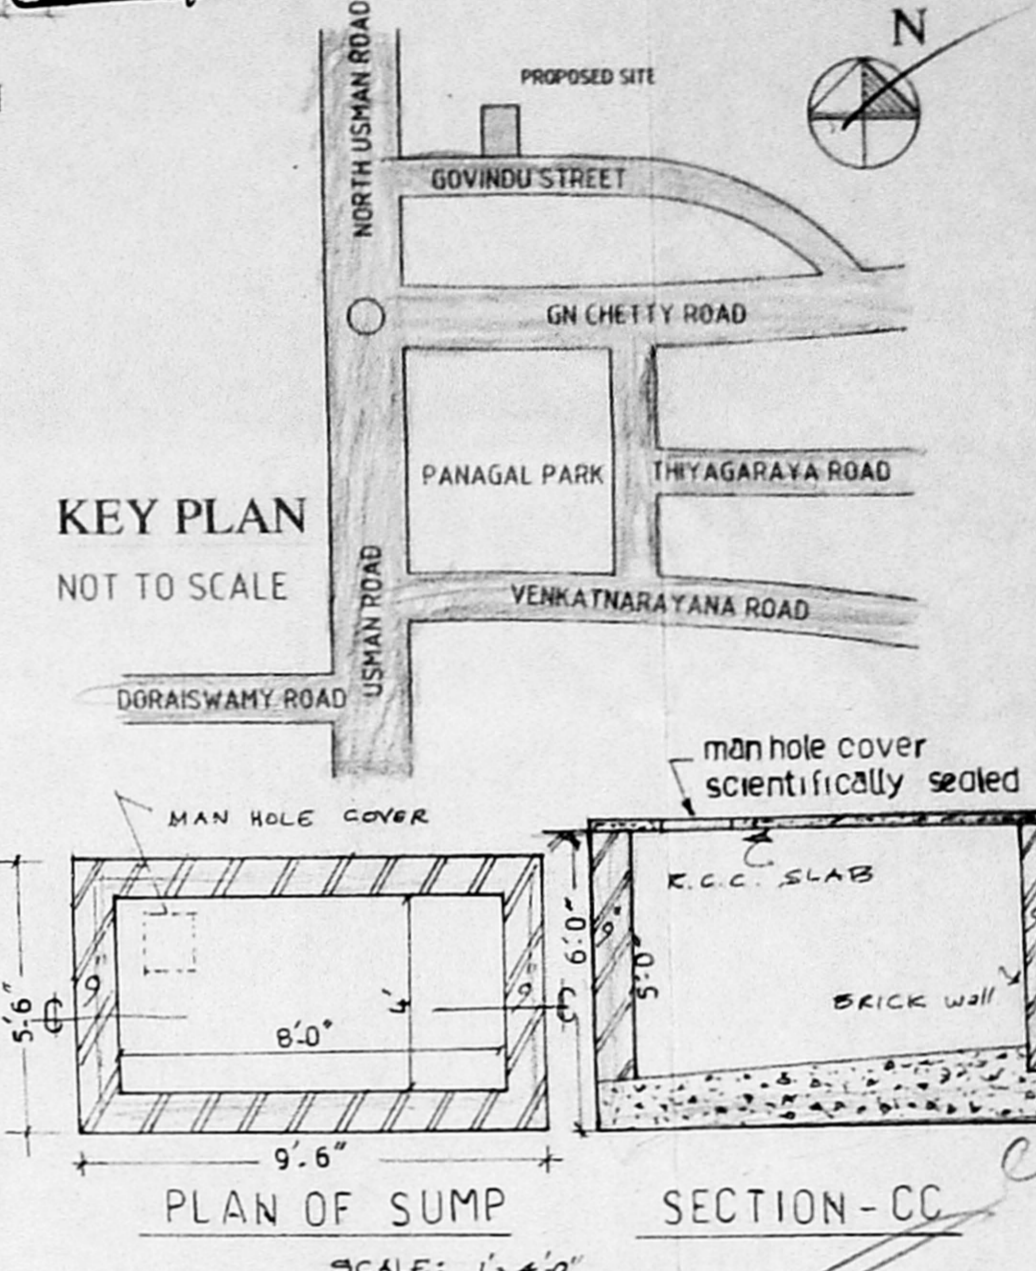 N
PROPOSED SITE
NORTH USMAN ROAD
GOVINDU STREET
GN CHETTY ROAD
PANAGAL PARK
THIYAGARAYA ROAD
KEY PLAN
NOT TO SCALE
USMAN ROAD
VENKATNARAYANA ROAD
DORAISWAMY ROAD
man hole cover
scientifically sealed
MAN HOLE COVER
R.C.C. SLAB
9"
9"
9"
5'.6"
4'
8'.0"
6'.0"
5'.0"
BRICK wall
9'.6"
PLAN OF SUMP
SECTION - CC
SCALE: